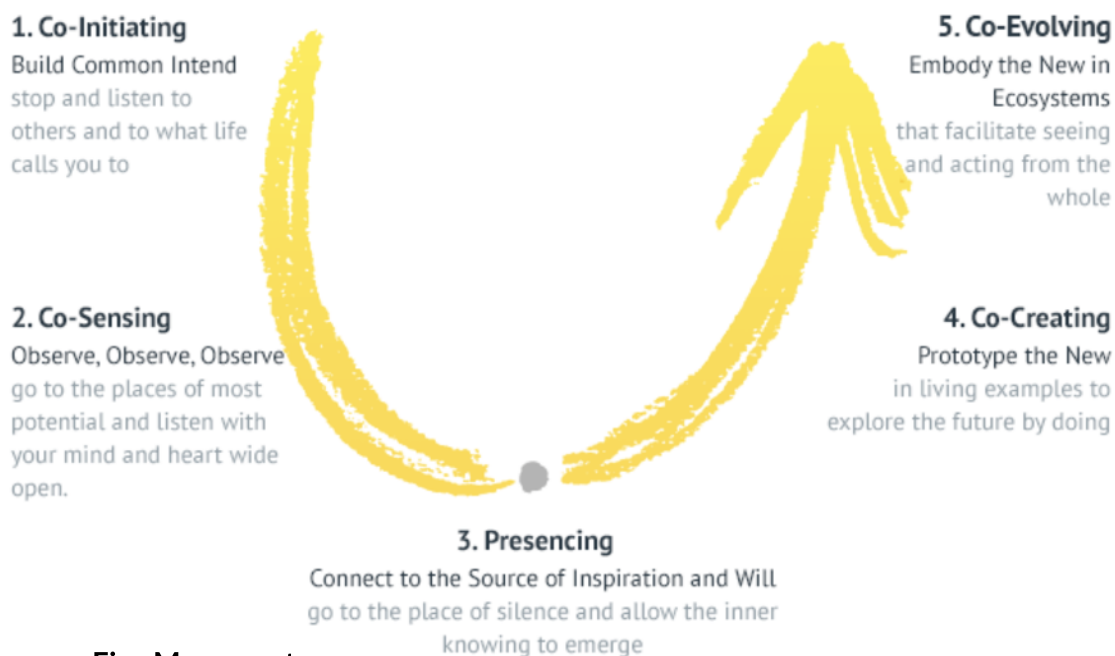 1. Co-Initiating
Build Common Intend
stop and listen to
others and to what life
calls you to
2. Co-Sensing
Observe, Observe, Observe
go to the places of most
potential and listen with
your mind and heart wide
open.
3. Presencing
Connect to the Source of Inspiration and Will
go to the place of silence and allow the inner
knowing to emerge
4. Co-Creating
Prototype the New
in living examples to
explore the future by doing
5. Co-Evolving
Embody the New in
Ecosystems
that facilitate seeing
and acting from the
whole